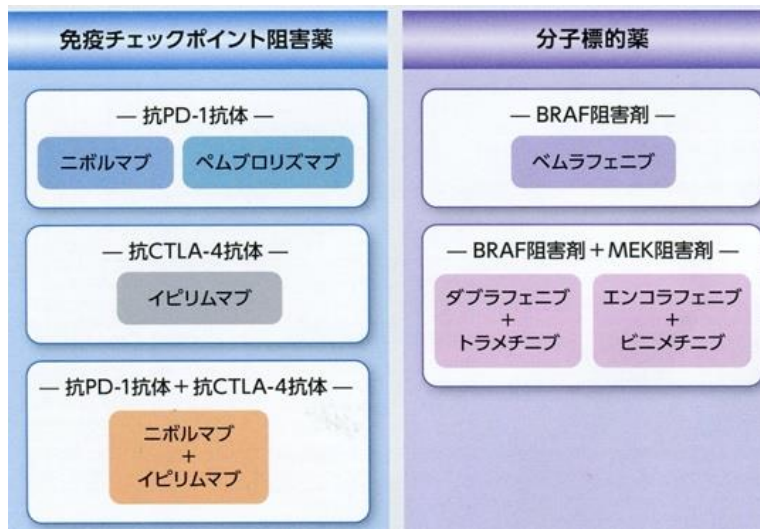 免疫チェックポイント阻害薬
— 抗PD-1抗体 —
ニボルマブ
ペムブロリズマブ
— 抗CTLA-4抗体 —
イピリムマブ
— 抗PD-1抗体＋抗CTLA-4抗体 —
ニボルマブ
+
イピリムマブ
分子標的薬
— BRAF阻害剤 —
ベムラフェニブ
— BRAF阻害剤＋MEK阻害剤 —
ダブラフェニブ
+
トラメチニブ
エンコラフェニブ
+
ビニメチニブ